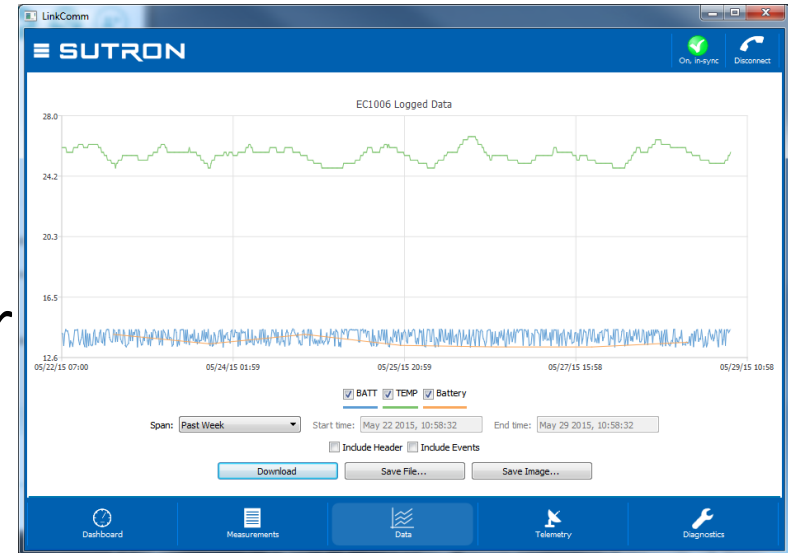 LinkComm
SUTRON
On, in-sync
Disconnect
EC1006 Logged Data
28.0
24.2
20.3
16.5
12.6
05/22/15 07:00
05/24/15 01:59
05/25/15 20:59
05/27/15 15:58
05/29/15 10:58
BATT TEMP Battery
Span: Past Week Start time: May 22 2015, 10:58:32 End time: May 29 2015, 10:58:32
Include Header Include Events
Download Save File... Save Image...
Dashboard Measurements Data Telemetry Diagnostics
r